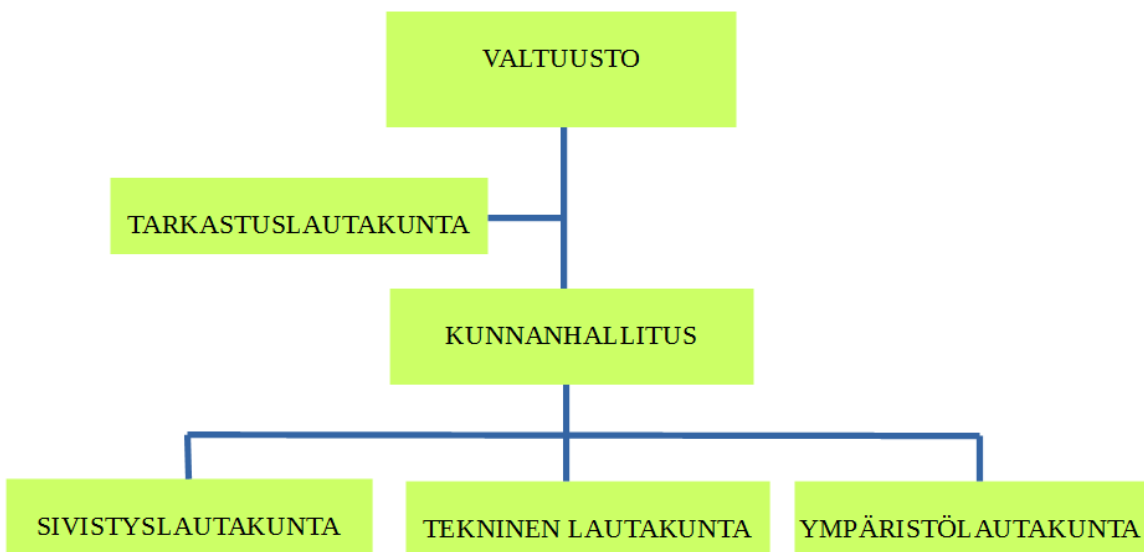 VALTUUSTO
TARKASTUSLAUTAKUNTA
KUNNANHALLITUS
SIVISTYSLAUTAKUNTA
TEKNINEN LAUTAKUNTA
YMPÄRISTÖLAUTAKUNTA